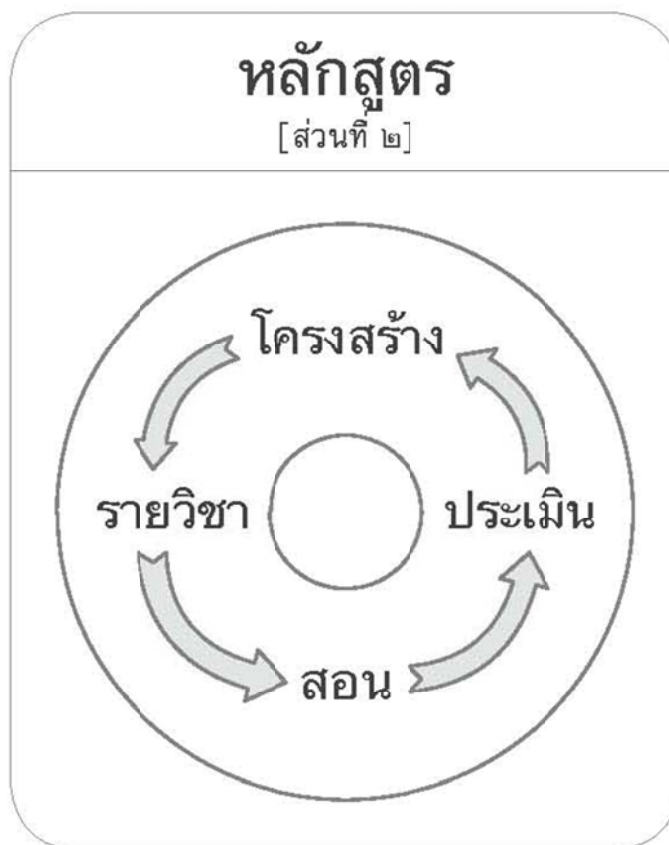 หลักสูตร
[ส่วนที่ ๒]
โครงสร้าง
รายวิชา
ประเมิน
สอน